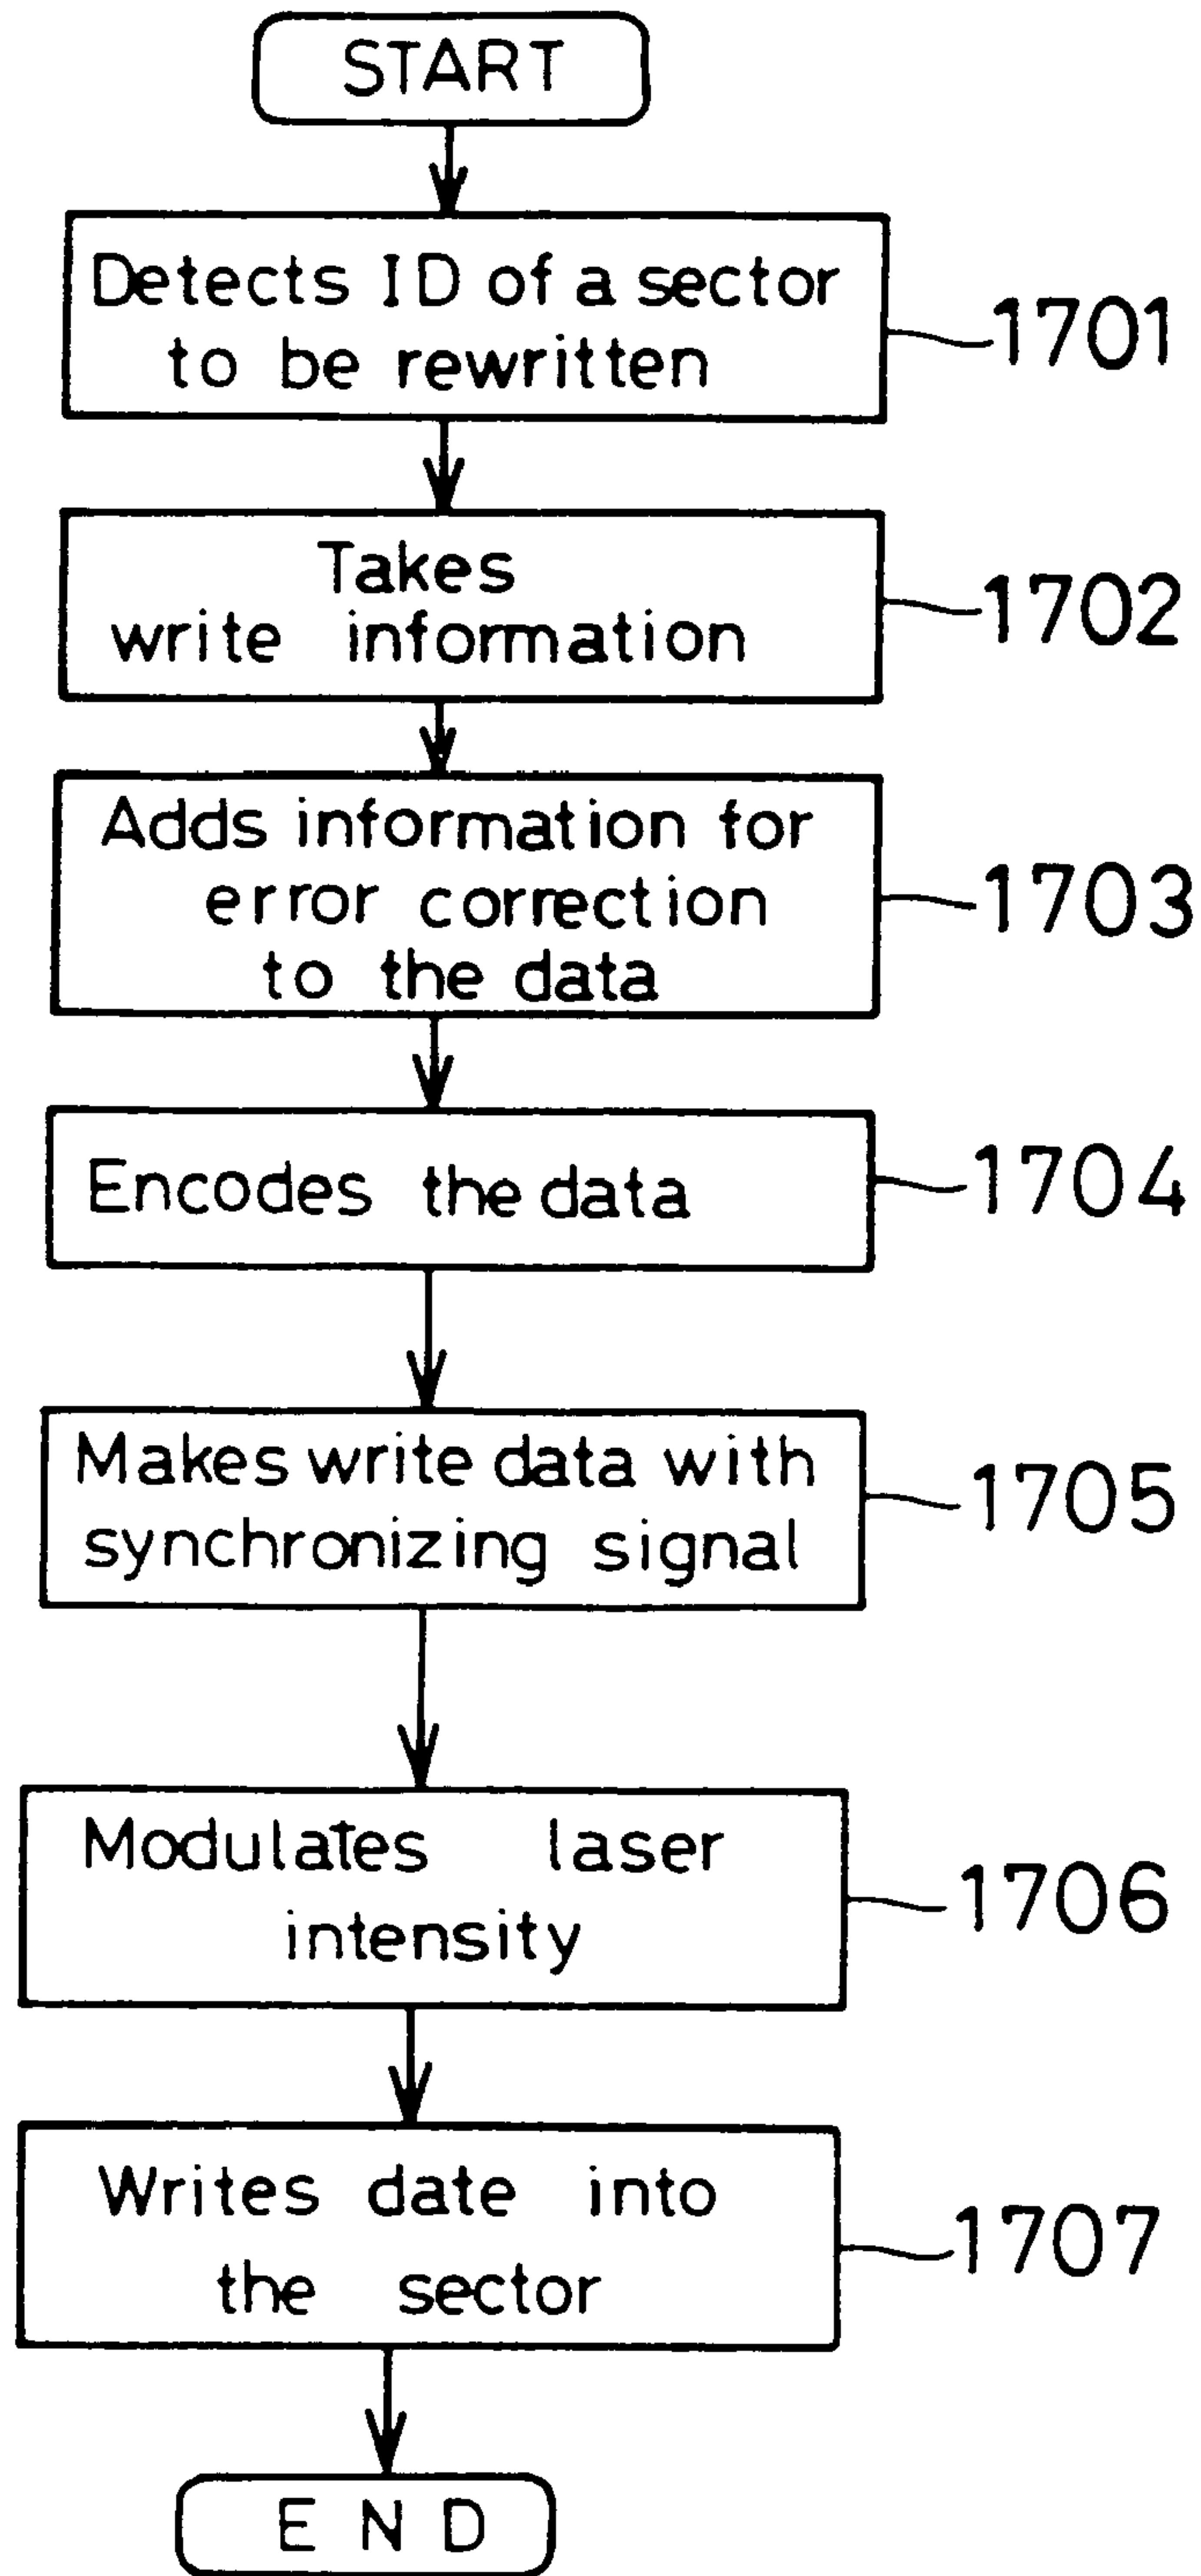 START
Detects ID of a sector
to be rewritten
1701
Takes
write information
1702
Adds information for
error correction
to the data
1703
Encodes the data
1704
Makes write data with
synchronizing signal
1705
Modulates laser
intensity
1706
Writes date into
the sector
1707
END